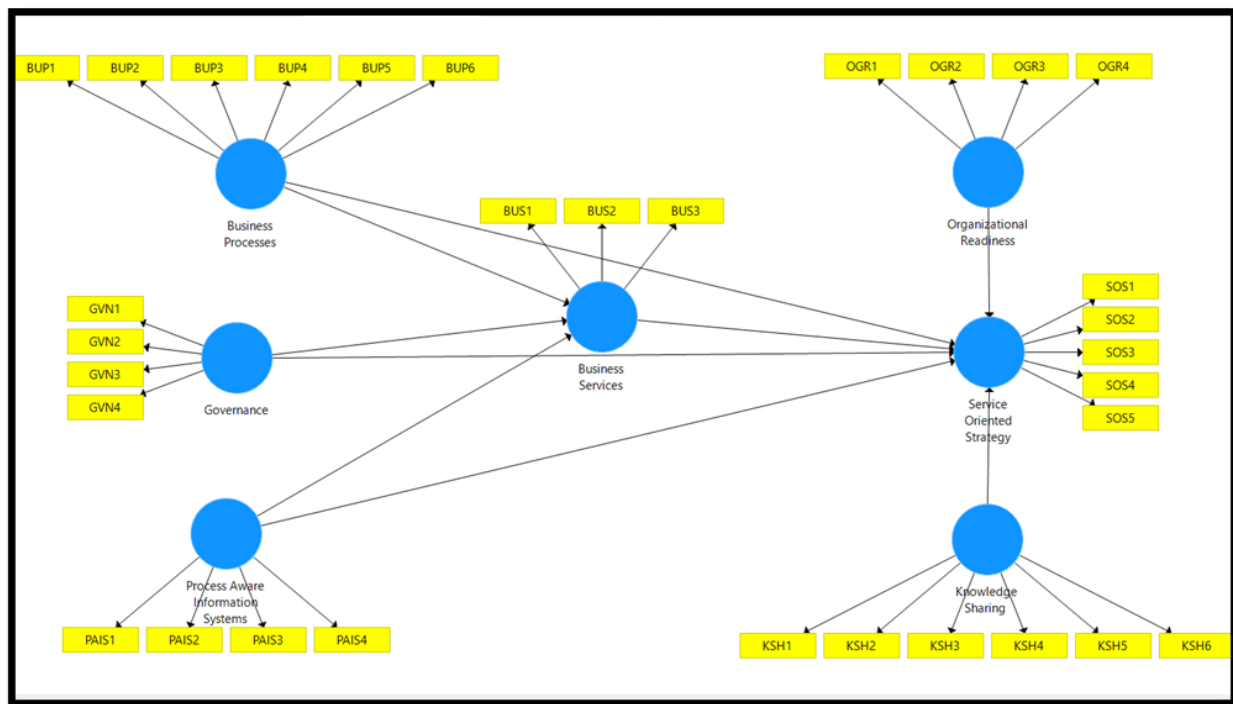 BUP1 BUP2 BUP3 BUP4 BUP5 BUP6
OGR1 OGR2 OGR3 OGR4
Business
Processes
BUS1 BUS2 BUS3
Organizational
Readiness
GVN1
GVN2
GVN3
GVN4
Governance
Business
Services
SOS1
SOS2
SOS3
SOS4
SOS5
Service
Oriented
Strategy
Process Aware
Information
Systems
PAIS1 PAIS2 PAIS3 PAIS4
Knowledge
Sharing
KSH1 KSH2 KSH3 KSH4 KSH5 KSH6